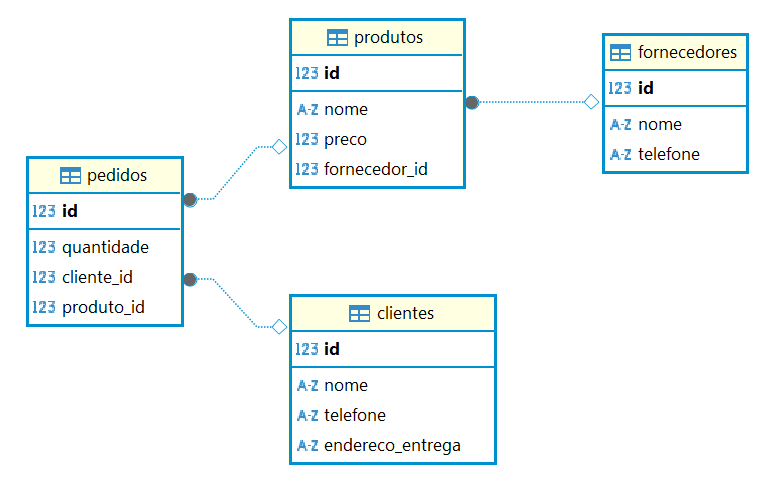 produtos
123 id
A-Z nome
123 preco
123 fornecedor_id
fornecedores
123 id
A-Z nome
A-Z telefone
pedidos
123 id
123 quantidade
123 cliente_id
123 produto_id
clientes
123 id
A-Z nome
A-Z telefone
A-Z endereco_entrega